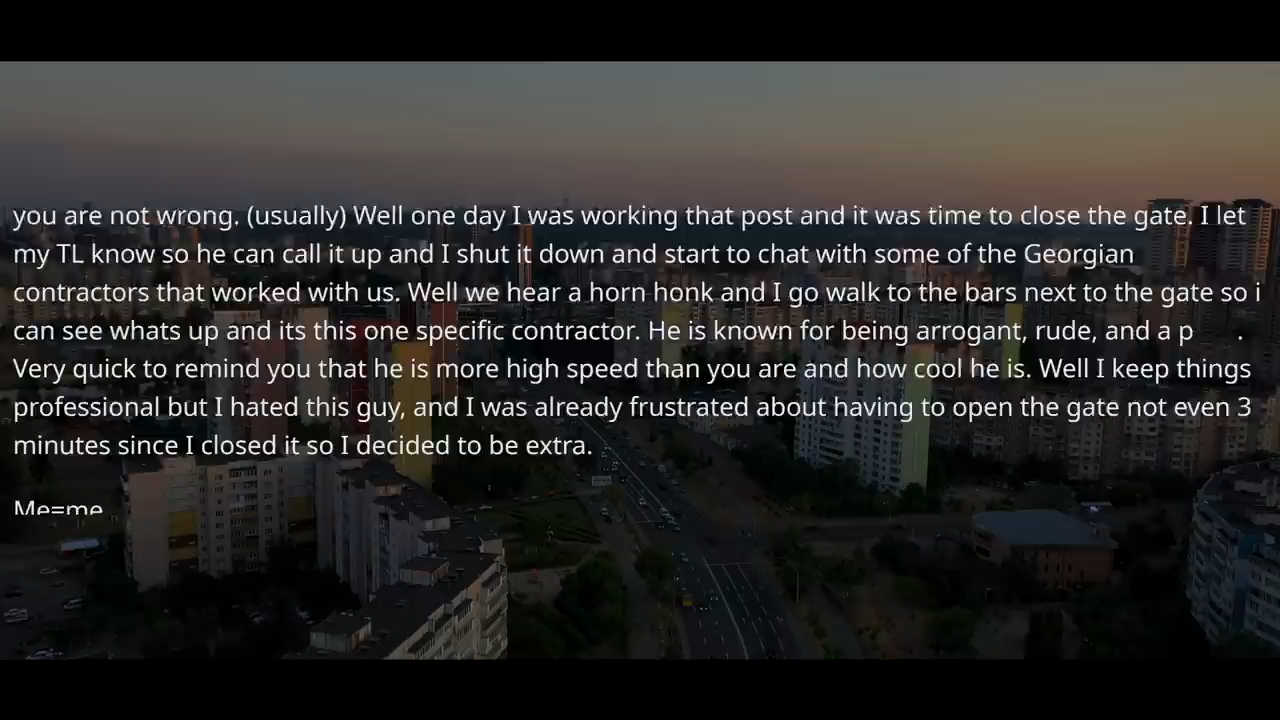 you are not wrong. (usually) Well one day I was working that post and it was time to close the gate. I let
my TL know so he can call it up and I shut it down and start to chat with some of the Georgian
contractors that worked with us. Well we hear a horn honk and I go walk to the bars next to the gate so i
can see whats up and its this one specific contractor. He is known for being arrogant, rude, and a p .
Very quick to remind you that he is more high speed than you are and how cool he is. Well I keep things
professional but I hated this guy, and I was already frustrated about having to open the gate not even 3
minutes since I closed it so I decided to be extra.
Me=me